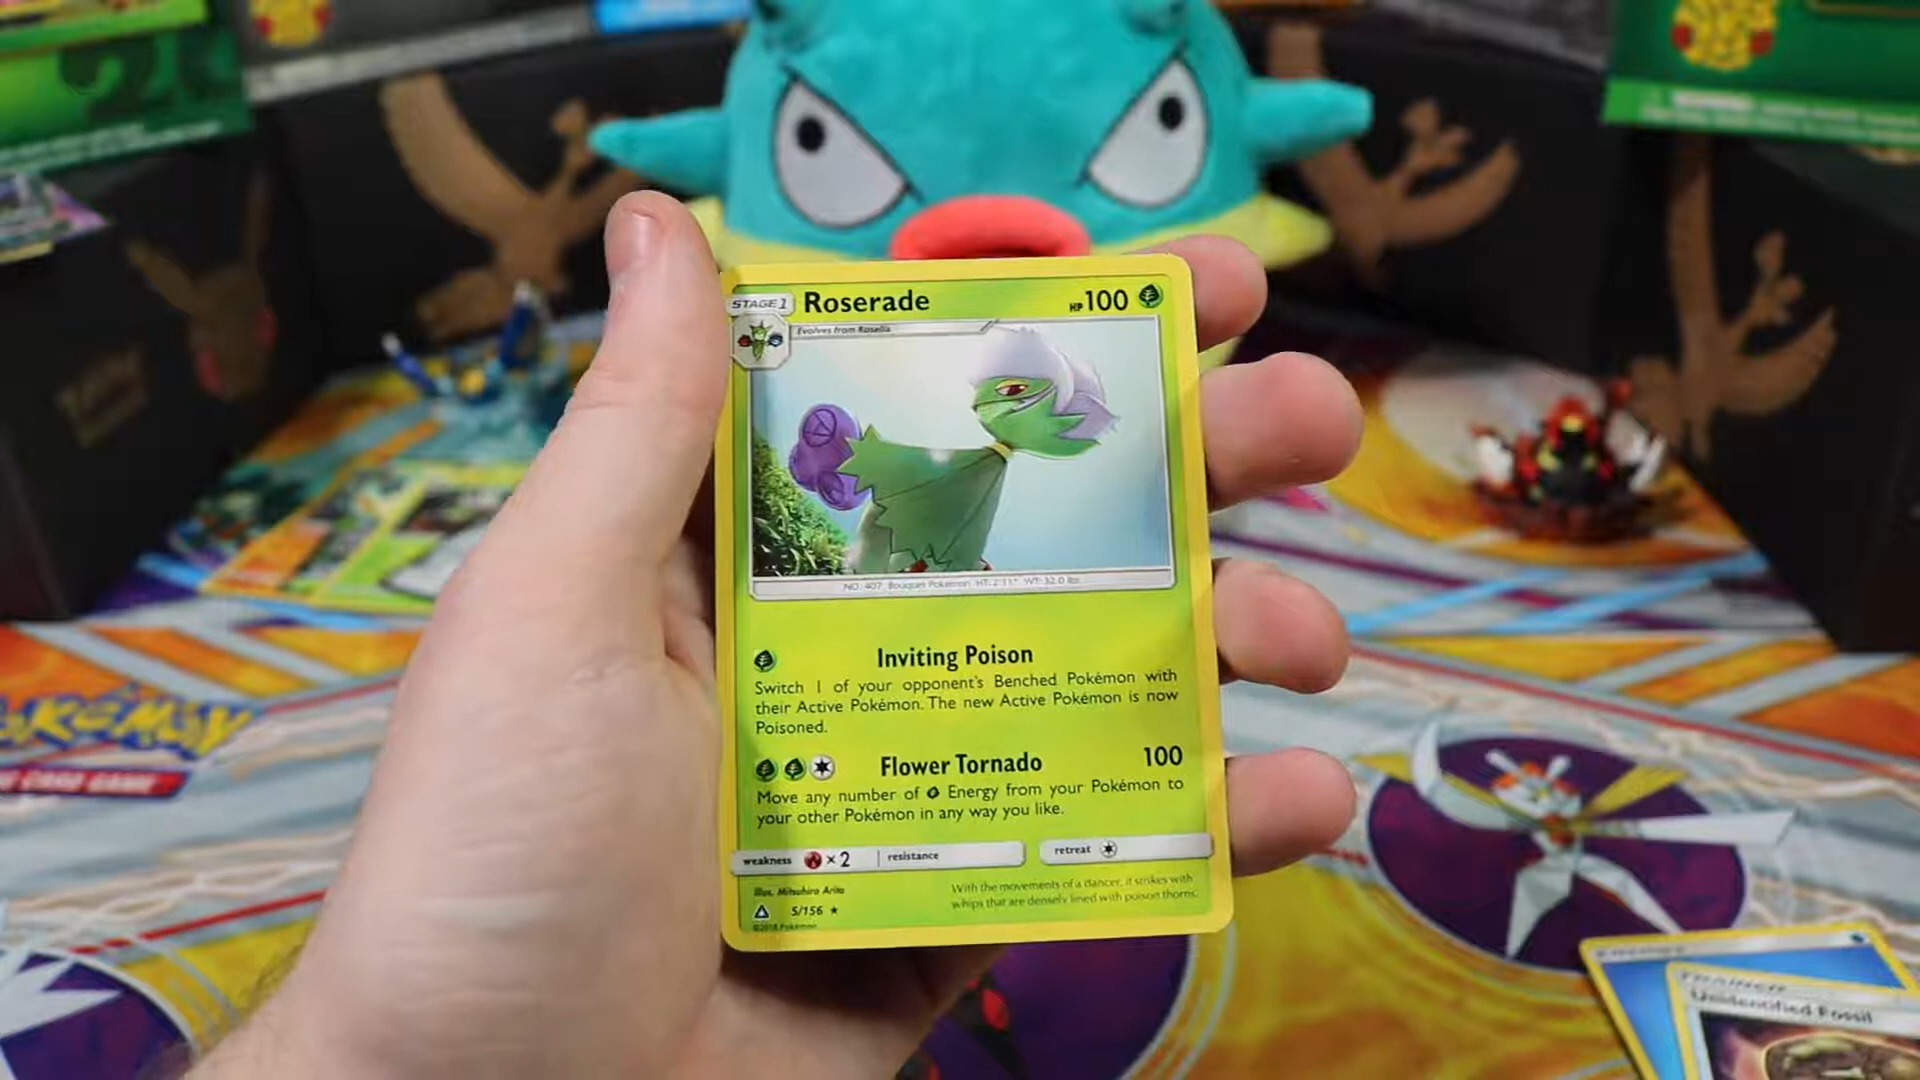 STAGE 1 Roserade HP 100
Evolves from Roselia
NO. 407 Bouquet Pokémon HT: 2'11" WT: 32.0 lbs
Inviting Poison
Switch 1 of your opponent's Benched Pokémon with
their Active Pokémon. The new Active Pokémon is now
Poisoned.
Flower Tornado 100
Move any number of Energy from your Pokémon to
your other Pokémon in any way you like.
weakness ×2 resistance retreat
Illus. Mitsuhiro Arita
5/156 ★
©2018 Pokémon
With the movements of a dancer, it strikes with
whips that are densely lined with poison thorns.
POKéMON
CARD GAME
TRAINER
Unidentified Fossil